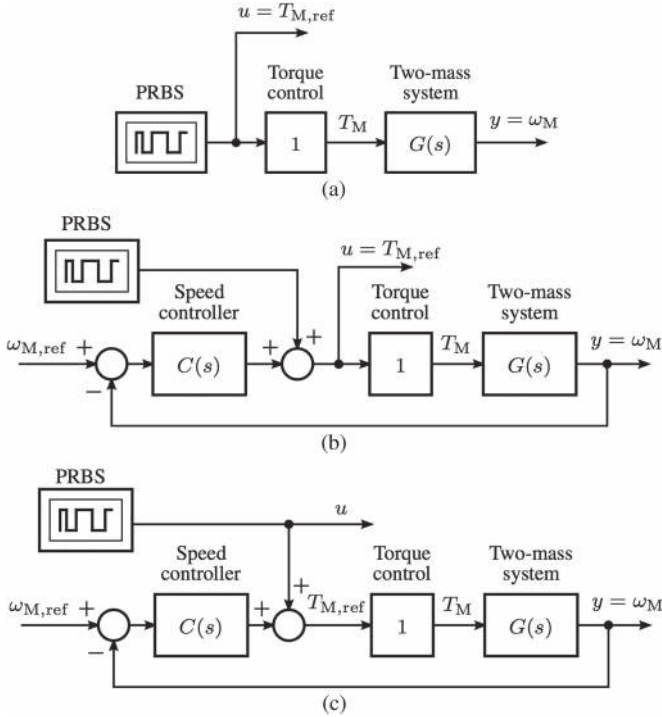 u = T_M,ref
PRBS
Torque control
Two-mass system
1
T_M
G(s)
y = ω_M
(a)
PRBS
u = T_M,ref
Speed controller
Torque control
Two-mass system
ω_M,ref
+
−
C(s)
+
+
1
T_M
G(s)
y = ω_M
(b)
PRBS
u
Speed controller
Torque control
Two-mass system
ω_M,ref
+
−
C(s)
+
+
T_M,ref
1
T_M
G(s)
y = ω_M
(c)